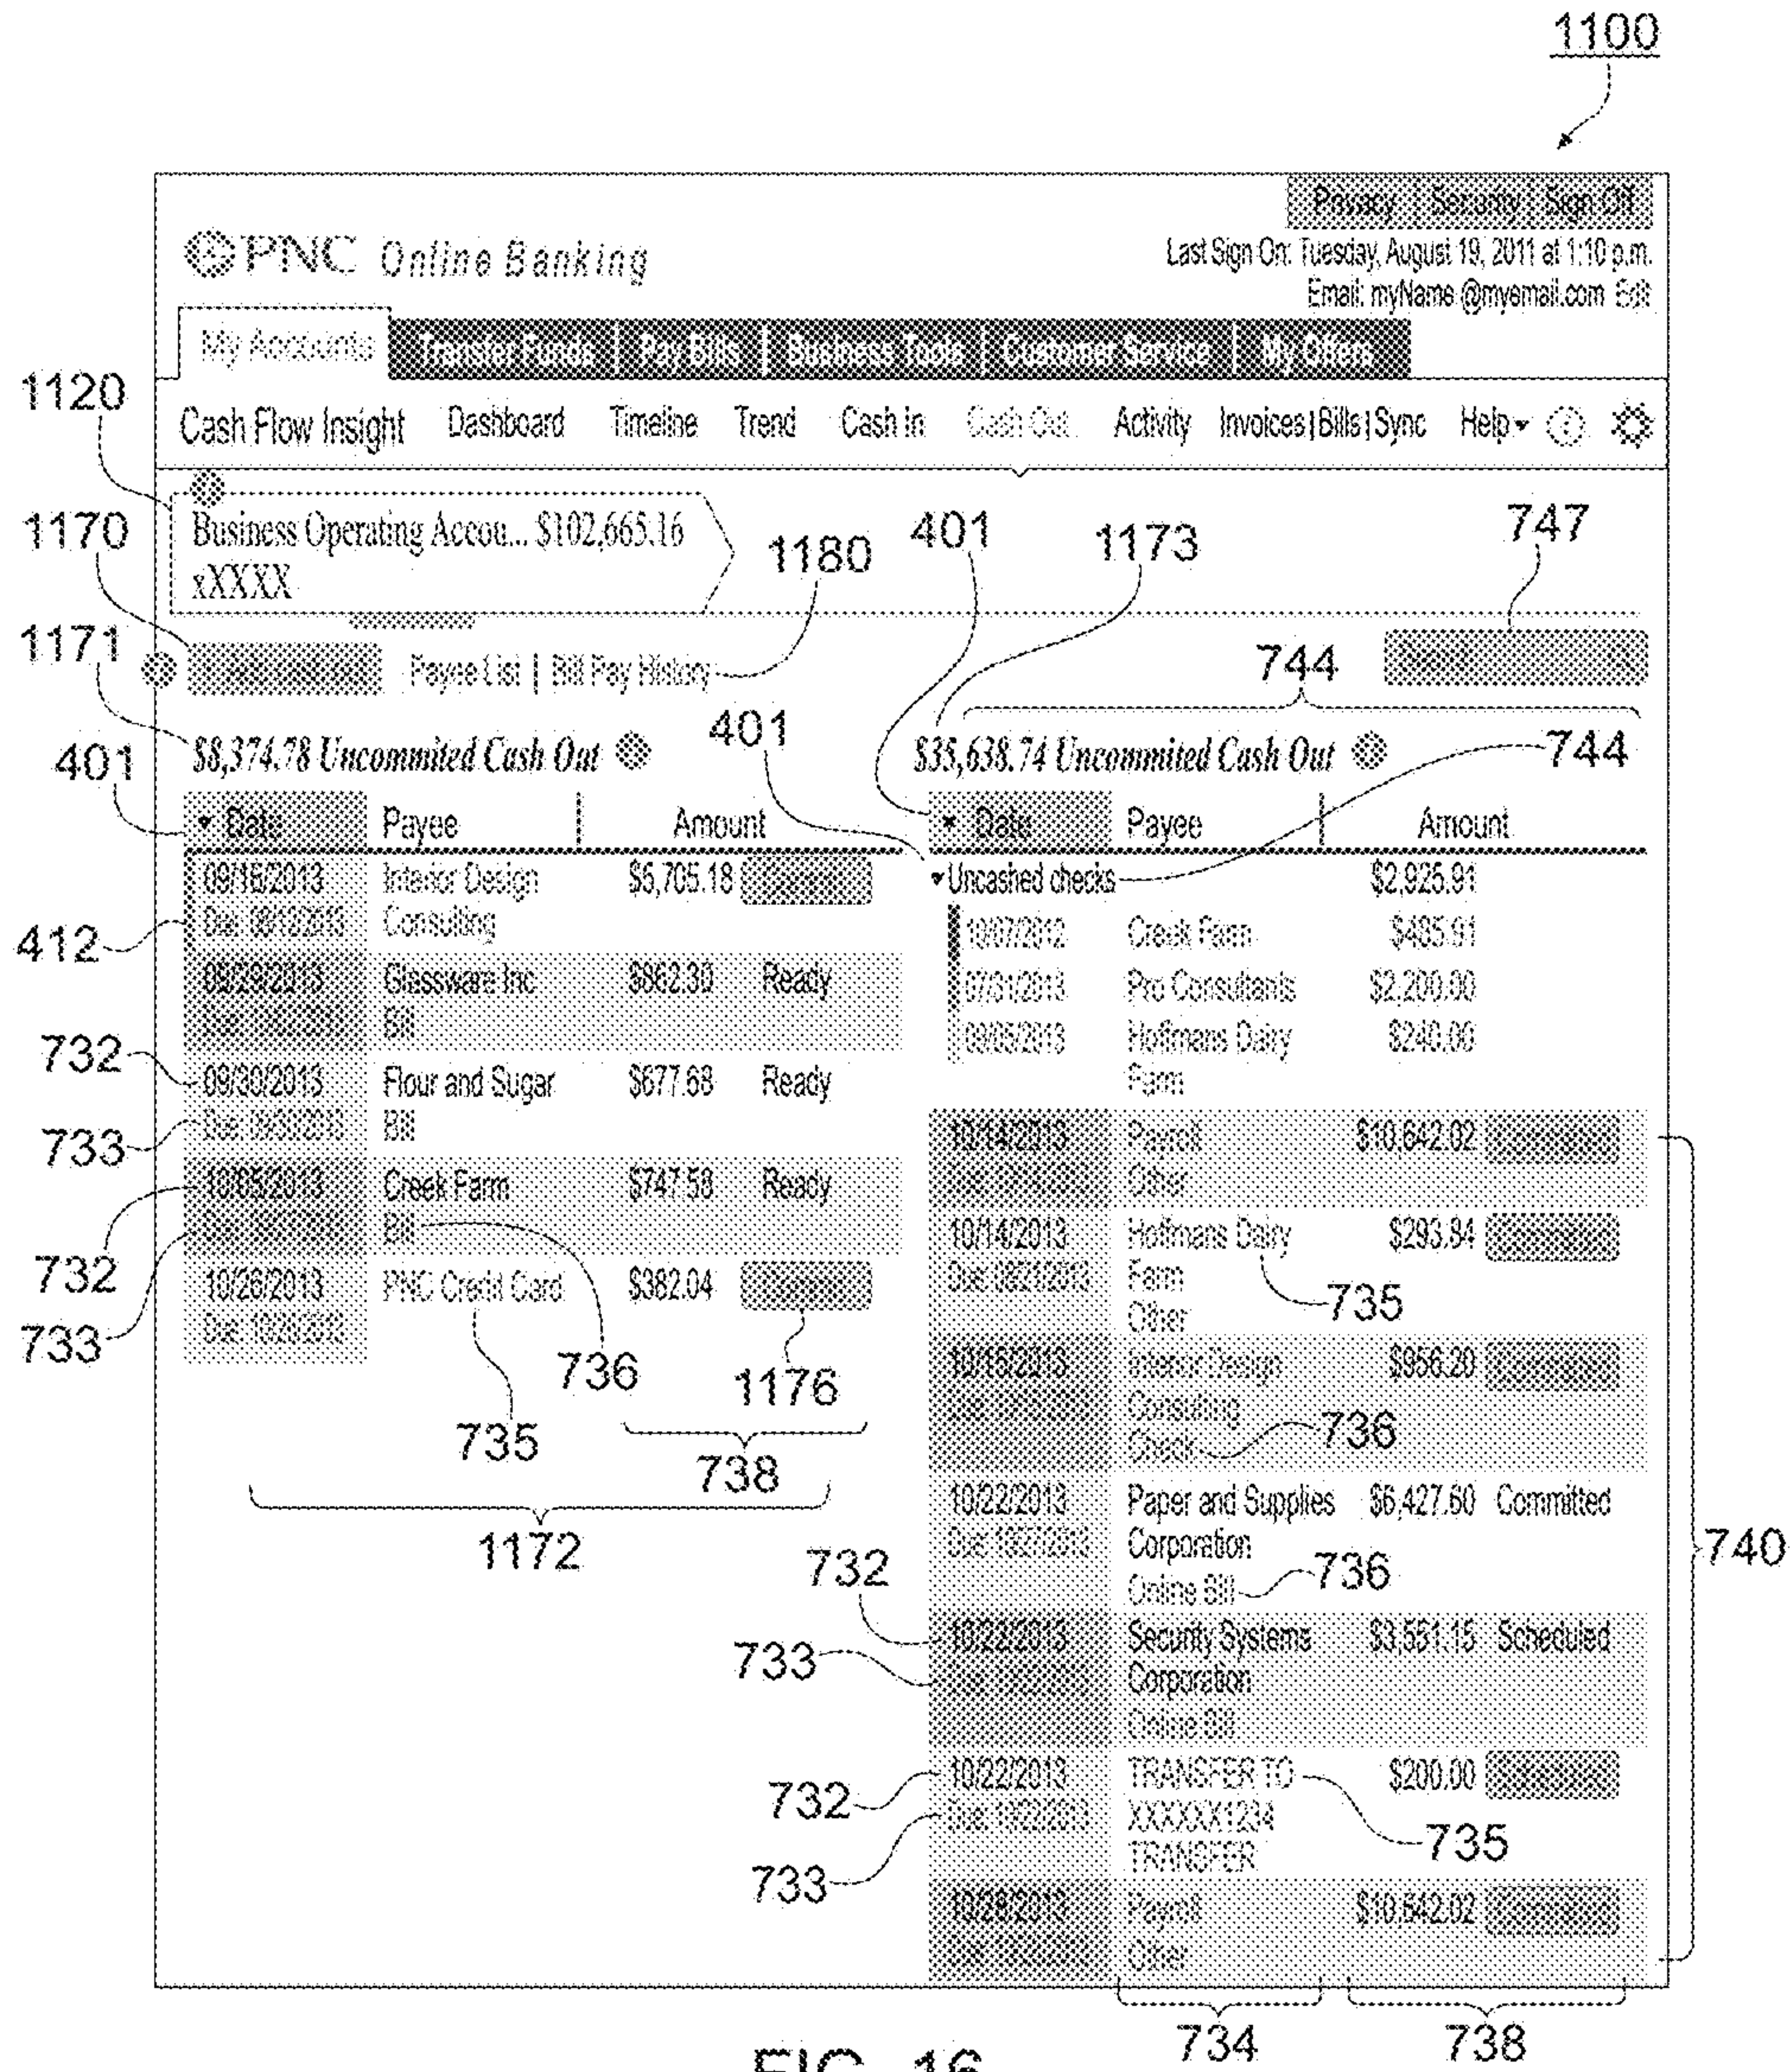 1100
Privacy | Security | Sign Off
PNC Online Banking
Last Sign On: Tuesday, August 19, 2011 at 1:10 p.m.
Email: myName @myemail.com Edit
My Accounts Transfer Funds | Pay Bills | Business Tools | Customer Service | My Offers
1120
Cash Flow Insight Dashboard Timeline Trend Cash In Cash Out Activity Invoices|Bills|Sync Help
1170
Business Operating Accou... $102,665.16
xXXXX
1180 401 1173 747
1171
Payee List | Bill Pay History
744
401
$8,374.78 Uncommited Cash Out
401
$35,638.74 Uncommited Cash Out
744
Date Payee Amount
09/16/2013 Interior Design $5,705.18
Consulting
412
09/29/2013 Glassware Inc $862.30 Ready
Bill
732
09/30/2013 Flour and Sugar $677.68 Ready
733
Bill
10/05/2013 Creek Farm $747.58 Ready
Bill
732
10/26/2013 PNC Credit Card $382.04
733
736
1176
735
738
1172
Date Payee Amount
Uncashed checks $2,925.91
10/07/2012 Creek Farm $485.91
07/31/2013 Pro Consultants $2,200.00
09/05/2013 Hoffmans Dairy $240.00
Farm
10/14/2013 Payroll $10,642.02
Other
10/14/2013 Hoffmans Dairy $293.84
Farm
735
Other
10/15/2013 Interior Design $956.20
Consulting
Check 736
10/22/2013 Paper and Supplies $6,427.60 Committed
Corporation
740
732
Online Bill 736
10/22/2013 Security Systems $3,551.15 Scheduled
733
Corporation
Online Bill
10/22/2013 TRANSFER TO $200.00
732
XXXXXX1234
735
TRANSFER
733
10/28/2013 Payroll $10,642.02
Other
734 738
FIG. 16